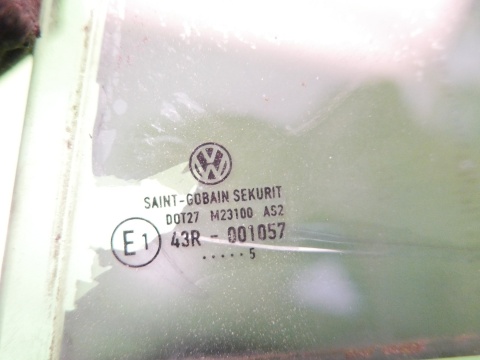 SAINT-GOBAIN SEKURIT
DOT27 M23100 AS2
E1 43R - 001057
.....5